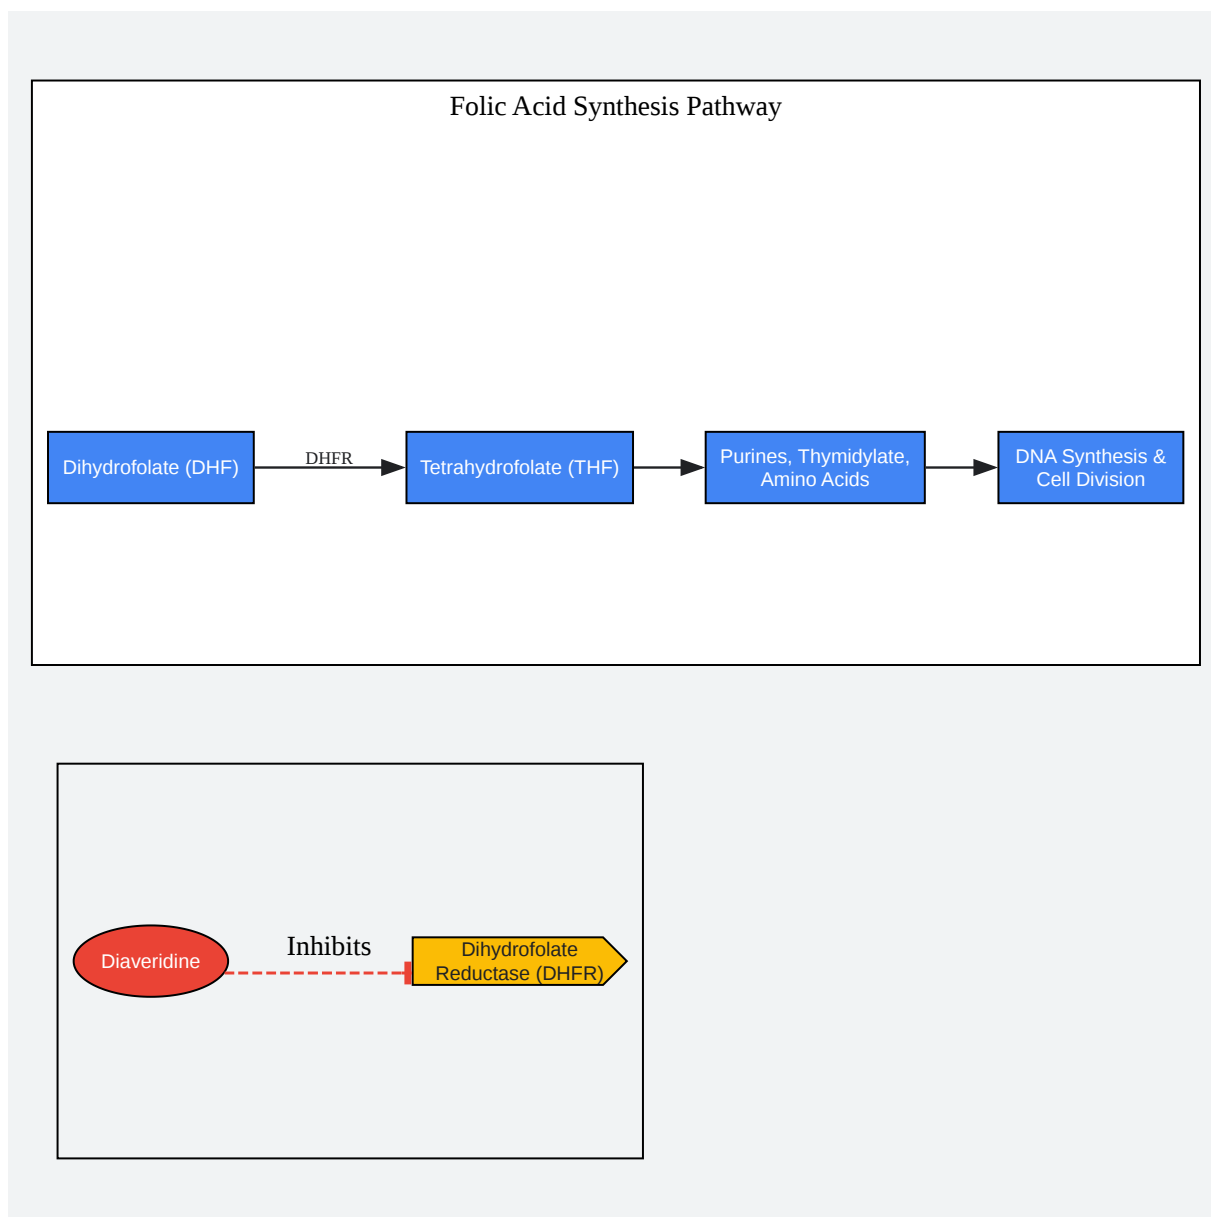 Folic Acid Synthesis Pathway
Dihydrofolate (DHF)
DHFR
Tetrahydrofolate (THF)
Purines, Thymidylate,
Amino Acids
DNA Synthesis &
Cell Division
Diaveridine
Inhibits
Dihydrofolate
Reductase (DHFR)